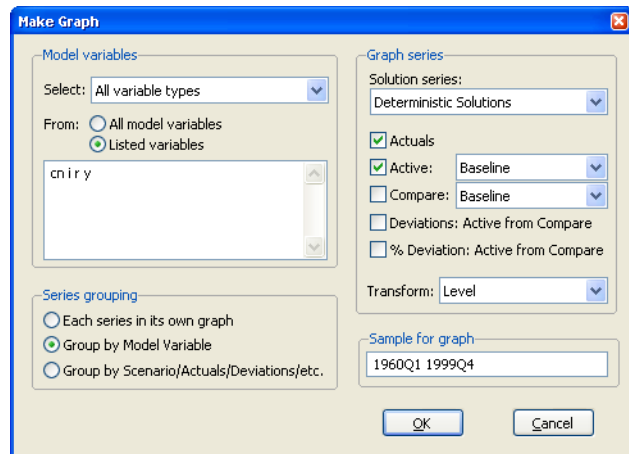 Make Graph
Model variables
Select: All variable types
From: All model variables
Listed variables
cn i r y
Series grouping
Each series in its own graph
Group by Model Variable
Group by Scenario/Actuals/Deviations/etc.
Graph series
Solution series:
Deterministic Solutions
Actuals
Active: Baseline
Compare: Baseline
Deviations: Active from Compare
% Deviation: Active from Compare
Transform: Level
Sample for graph
1960Q1 1999Q4
OK
Cancel